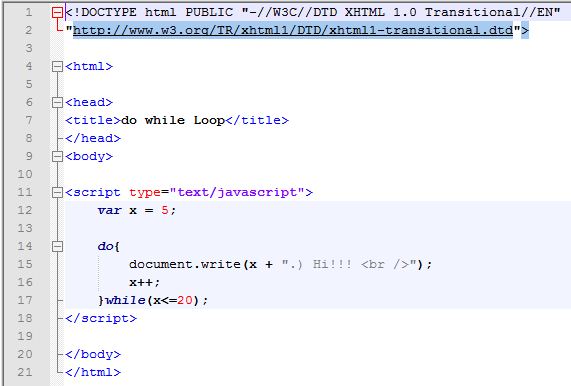 1 <!DOCTYPE html PUBLIC "-//W3C//DTD XHTML 1.0 Transitional//EN"
2 "http://www.w3.org/TR/xhtml1/DTD/xhtml1-transitional.dtd">
3
4 <html>
5
6 <head>
7 <title>do while Loop</title>
8 </head>
9 <body>
10
11 <script type="text/javascript">
12 var x = 5;
13
14 do{
15 document.write(x + ".) Hi!!! <br />");
16 x++;
17 }while(x<=20);
18 </script>
19
20 </body>
21 </html>